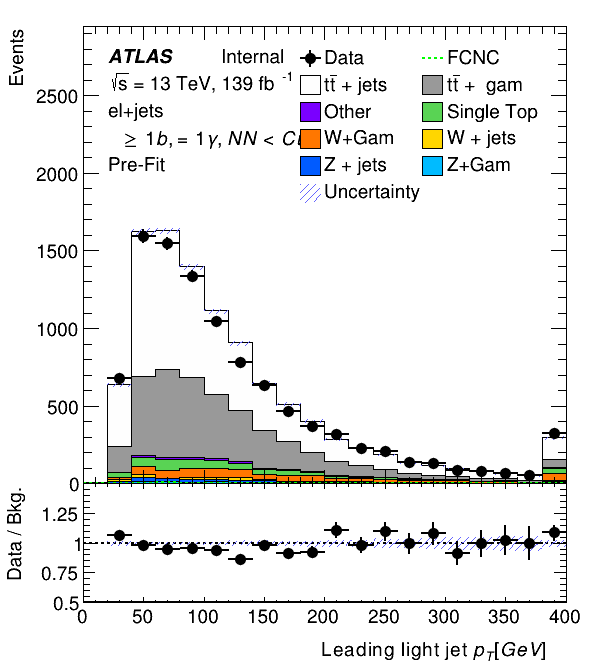 Events
ATLAS Internal
√s = 13 TeV, 139 fb⁻¹
el+jets
≥ 1b, = 1γ, NN <
Pre-Fit
Data
FCNC
tt̄ + jets
tt̄ + gam
Other
Single Top
W+Gam
W + jets
Z + jets
Z+Gam
Uncertainty
2500
2000
1500
1000
500
0
Data / Bkg.
1.25
1
0.75
0.5
0 50 100 150 200 250 300 350 400
Leading light jet p_T[GeV]